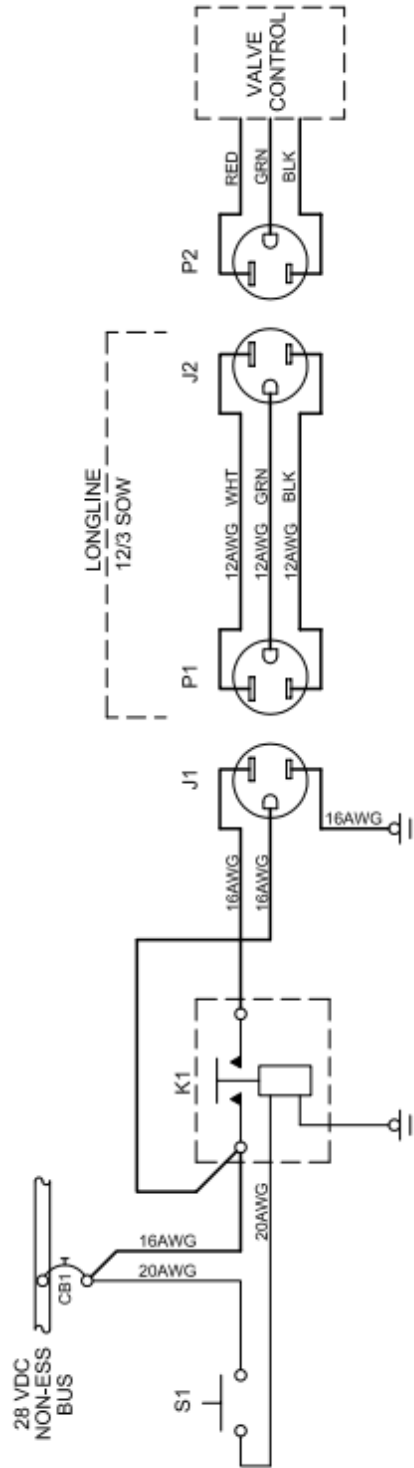 28 VDC
NON-ESS
BUS
CB1
S1
16AWG
20AWG
K1
20AWG
16AWG
16AWG
16AWG
J1
LONGLINE
12/3 SOW
P1
12AWG WHT
12AWG GRN
12AWG BLK
J2
P2
RED
GRN
BLK
VALVE
CONTROL